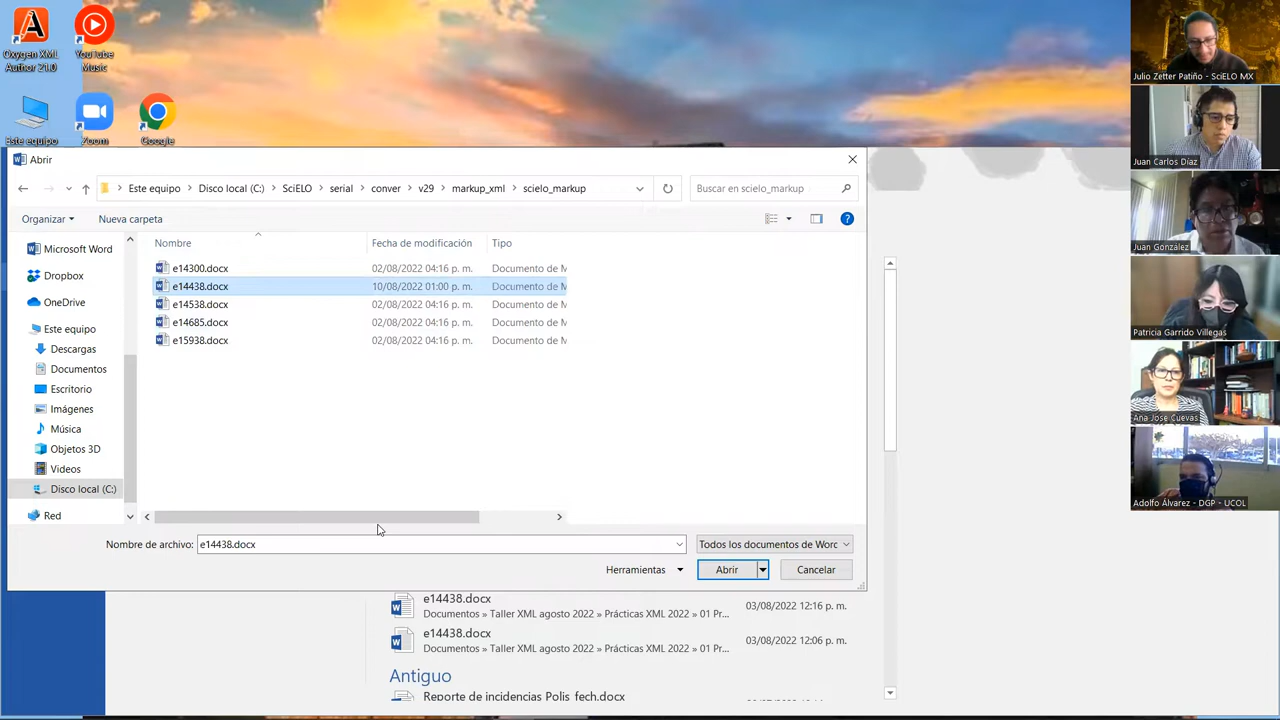 Oxygen XML
Author 21.0
YouTube
Music
Este equipo
Zoom
Google
Abrir
Este equipo > Disco local (C:) > SciELO > serial > conver > v29 > markup_xml > scielo_markup
Buscar en scielo_markup
Organizar
Nueva carpeta
Microsoft Word
Dropbox
OneDrive
Este equipo
Descargas
Documentos
Escritorio
Imágenes
Música
Objetos 3D
Videos
Disco local (C:)
Red
Nombre Fecha de modificación Tipo
e14300.docx 02/08/2022 04:16 p. m. Documento de M
e14438.docx 10/08/2022 01:00 p. m. Documento de M
e14538.docx 02/08/2022 04:16 p. m. Documento de M
e14685.docx 02/08/2022 04:16 p. m. Documento de M
e15938.docx 02/08/2022 04:16 p. m. Documento de M
Nombre de archivo: e14438.docx
Todos los documentos de Worc
Herramientas
Abrir
Cancelar
e14438.docx
Documentos » Taller XML agosto 2022 » Prácticas XML 2022 » 01 Pr...
03/08/2022 12:16 p. m.
e14438.docx
Documentos » Taller XML agosto 2022 » Prácticas XML 2022 » 01 Pr...
03/08/2022 12:06 p. m.
Antiguo
Reporte de incidencias Polis_fech.docx
Julio Zetter Patiño - SciELO MX
Juan Carlos Díaz
Juan González
Patricia Garrido Villegas
Ana Jose Cuevas
Adolfo Álvarez - DGP - UCOL